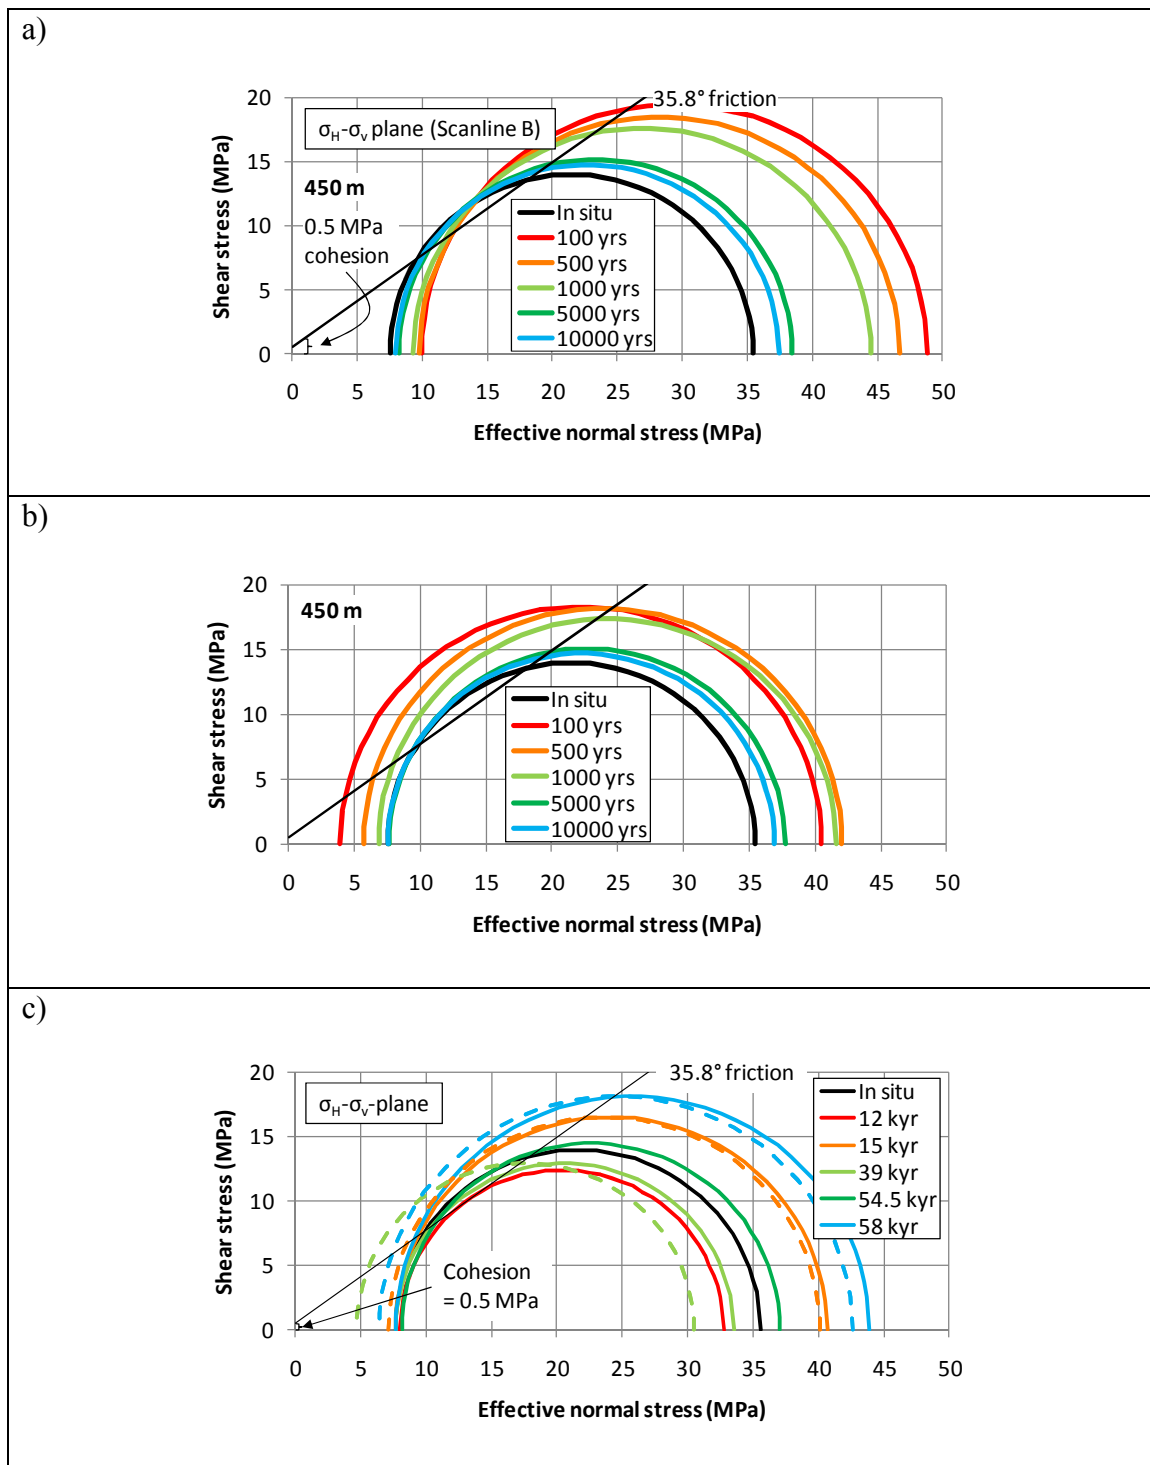 a)
35.8° friction
σH-σv plane (Scanline B)
450 m
0.5 MPa
cohesion
In situ
100 yrs
500 yrs
1000 yrs
5000 yrs
10000 yrs
20
15
10
5
0
Shear stress (MPa)
0 5 10 15 20 25 30 35 40 45 50
Effective normal stress (MPa)
b)
450 m
In situ
100 yrs
500 yrs
1000 yrs
5000 yrs
10000 yrs
20
15
10
5
0
Shear stress (MPa)
0 5 10 15 20 25 30 35 40 45 50
Effective normal stress (MPa)
c)
35.8° friction
σH-σv-plane
In situ
12 kyr
15 kyr
39 kyr
54.5 kyr
58 kyr
Cohesion
= 0.5 MPa
20
15
10
5
0
Shear stress (MPa)
0 5 10 15 20 25 30 35 40 45 50
Effective normal stress (MPa)